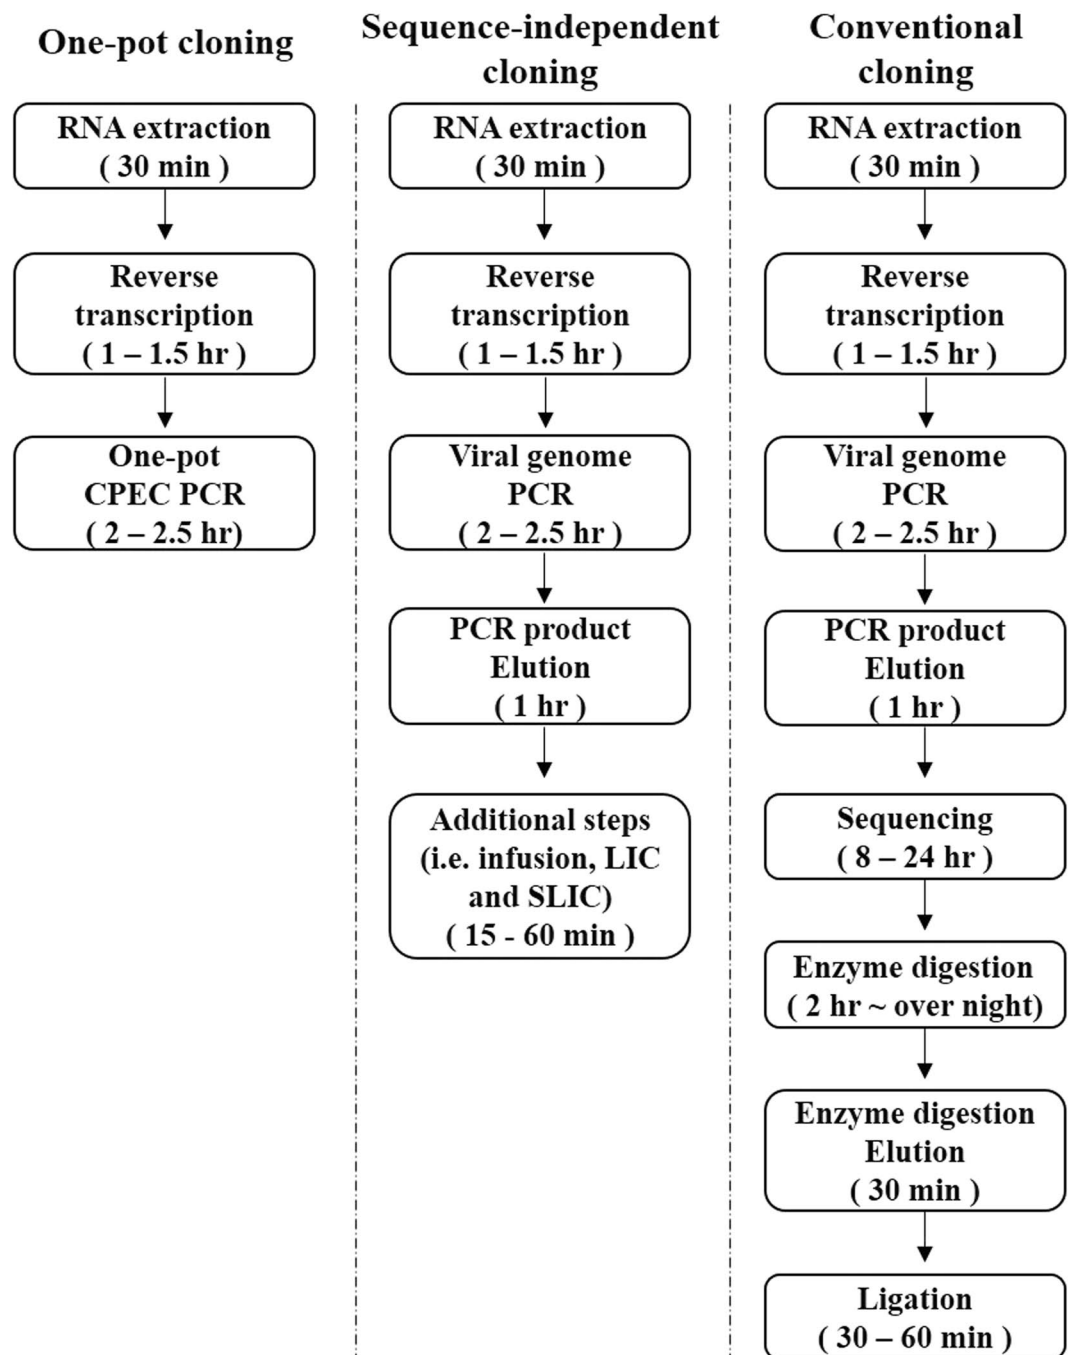 One-pot cloning
RNA extraction
( 30 min )
Reverse
transcription
( 1 – 1.5 hr )
One-pot
CPEC PCR
( 2 – 2.5 hr)
Sequence-independent
cloning
RNA extraction
( 30 min )
Reverse
transcription
( 1 – 1.5 hr )
Viral genome
PCR
( 2 – 2.5 hr )
PCR product
Elution
( 1 hr )
Additional steps
(i.e. infusion, LIC
and SLIC)
( 15 - 60 min )
Conventional
cloning
RNA extraction
( 30 min )
Reverse
transcription
( 1 – 1.5 hr )
Viral genome
PCR
( 2 – 2.5 hr )
PCR product
Elution
( 1 hr )
Sequencing
( 8 – 24 hr )
Enzyme digestion
( 2 hr ~ over night)
Enzyme digestion
Elution
( 30 min )
Ligation
( 30 – 60 min )